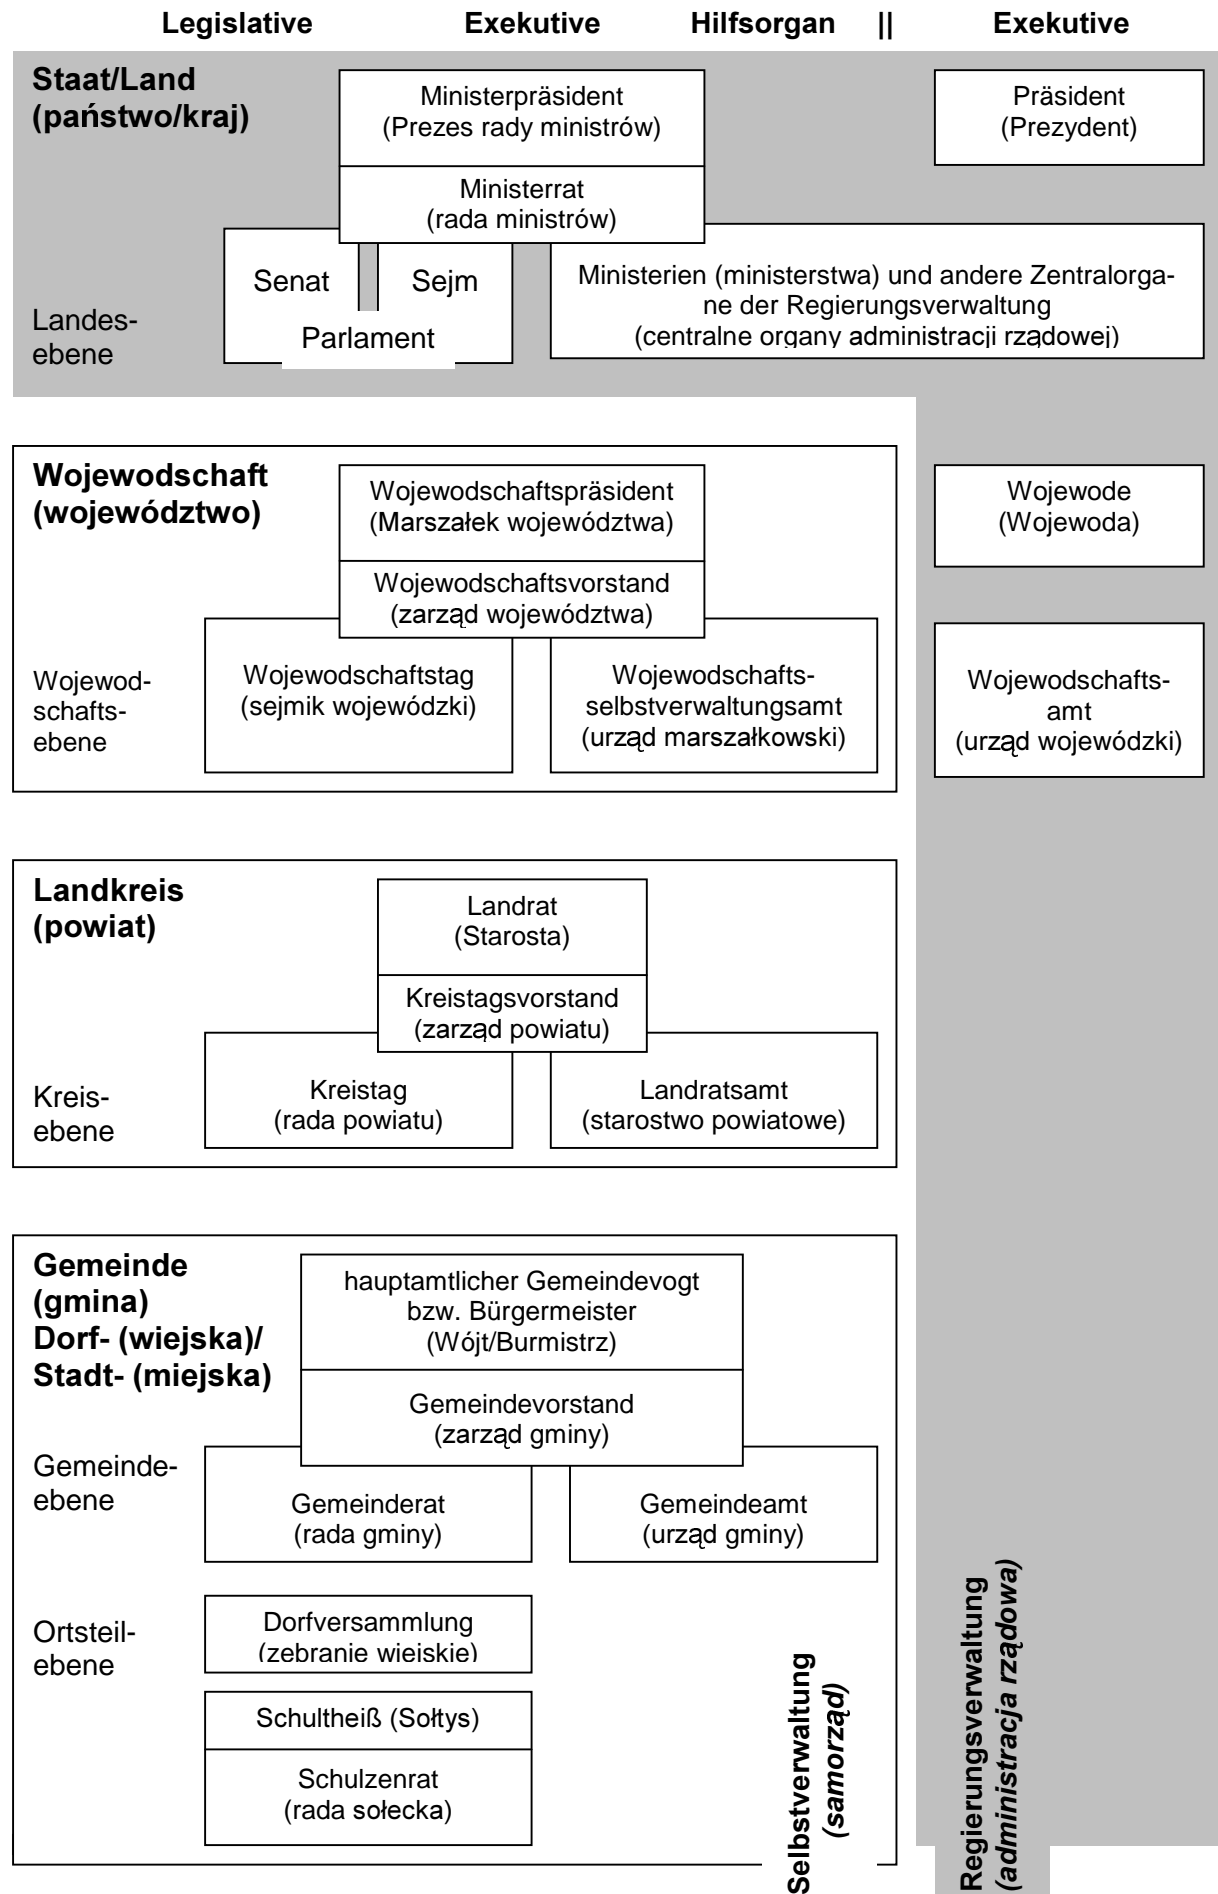 Legislative Exekutive Hilfsorgan || Exekutive
Staat/Land
(państwo/kraj)
Ministerpräsident
(Prezes rady ministrów)
Präsident
(Prezydent)
Ministerrat
(rada ministrów)
Senat
Sejm
Parlament
Ministerien (ministerstwa) und andere Zentralorga-
ne der Regierungsverwaltung
(centralne organy administracji rządowej)
Landes-
ebene
Wojewodschaft
(województwo)
Wojewodschaftspräsident
(Marszałek województwa)
Wojewode
(Wojewoda)
Wojewodschaftsvorstand
(zarząd województwa)
Wojewod-
schafts-
ebene
Wojewodschaftstag
(sejmik wojewódzki)
Wojewodschafts-
selbstverwaltungsamt
(urząd marszałkowski)
Wojewodschafts-
amt
(urząd wojewódzki)
Landkreis
(powiat)
Landrat
(Starosta)
Kreistagsvorstand
(zarząd powiatu)
Kreis-
ebene
Kreistag
(rada powiatu)
Landratsamt
(starostwo powiatowe)
Gemeinde
(gmina)
Dorf- (wiejska)/
Stadt- (miejska)
hauptamtlicher Gemeindevogt
bzw. Bürgermeister
(Wójt/Burmistrz)
Gemeindevorstand
(zarząd gminy)
Gemeinde-
ebene
Gemeinderat
(rada gminy)
Gemeindeamt
(urząd gminy)
Ortsteil-
ebene
Dorfversammlung
(zebranie wiejskie)
Schultheiß (Sołtys)
Schulzenrat
(rada sołecka)
Selbstverwaltung
(samorząd)
Regierungsverwaltung
(administracja rządowa)